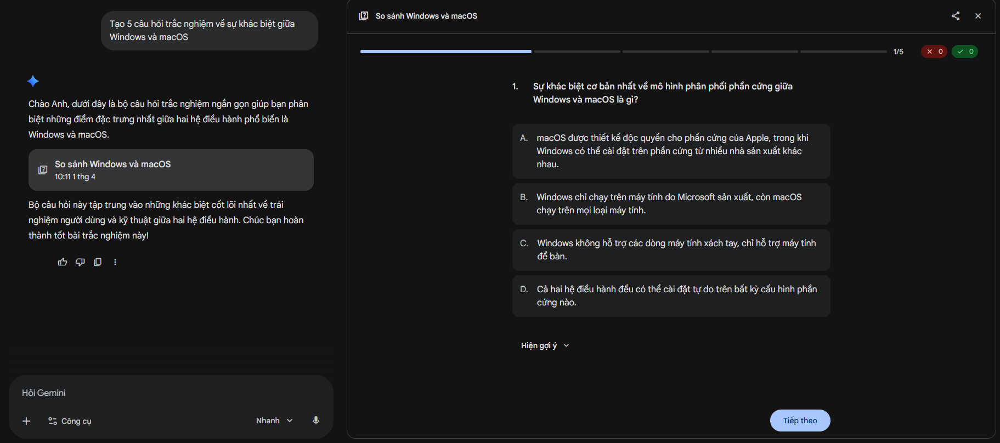 Tạo 5 câu hỏi trắc nghiệm về sự khác biệt giữa
Windows và macOS
Chào Anh, dưới đây là bộ câu hỏi trắc nghiệm ngắn gọn giúp bạn phân
biệt những điểm đặc trưng nhất giữa hai hệ điều hành phổ biến là
Windows và macOS.
So sánh Windows và macOS
10:11 1 thg 4
Bộ câu hỏi này tập trung vào những khác biệt cốt lõi nhất về trải
nghiệm người dùng và kỹ thuật giữa hai hệ điều hành. Chúc bạn hoàn
thành tốt bài trắc nghiệm này!
Hỏi Gemini
Công cụ
Nhanh
So sánh Windows và macOS
1/5
0
0
1. Sự khác biệt cơ bản nhất về mô hình phân phối phần cứng giữa
Windows và macOS là gì?
A. macOS được thiết kế độc quyền cho phần cứng của Apple, trong khi
Windows có thể cài đặt trên phần cứng từ nhiều nhà sản xuất khác
nhau.
B. Windows chỉ chạy trên máy tính do Microsoft sản xuất, còn macOS
chạy trên mọi loại máy tính.
C. Windows không hỗ trợ các dòng máy tính xách tay, chỉ hỗ trợ máy tính
để bàn.
D. Cả hai hệ điều hành đều có thể cài đặt tự do trên bất kỳ cấu hình phần
cứng nào.
Hiện gợi ý
Tiếp theo